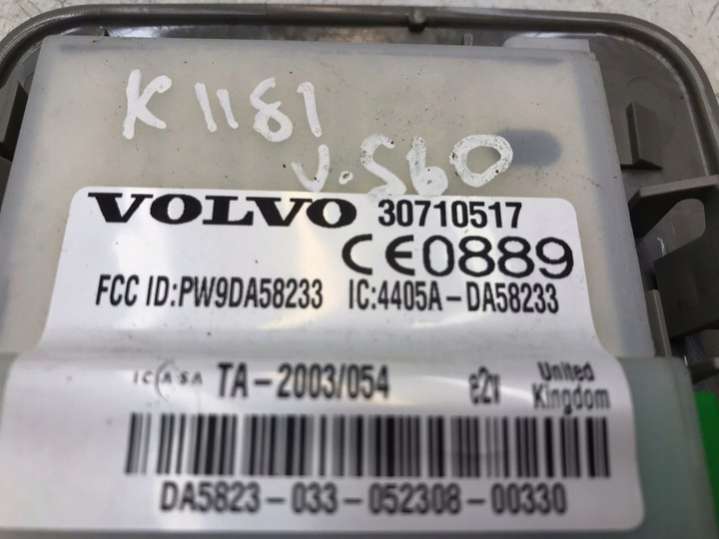 K1181
V.S60
VOLVO 30710517
CE0889
FCC ID:PW9DA58233 IC:4405A-DA58233
ICASA TA-2003/054 e2v United Kingdom
DA5823-033-052308-00330